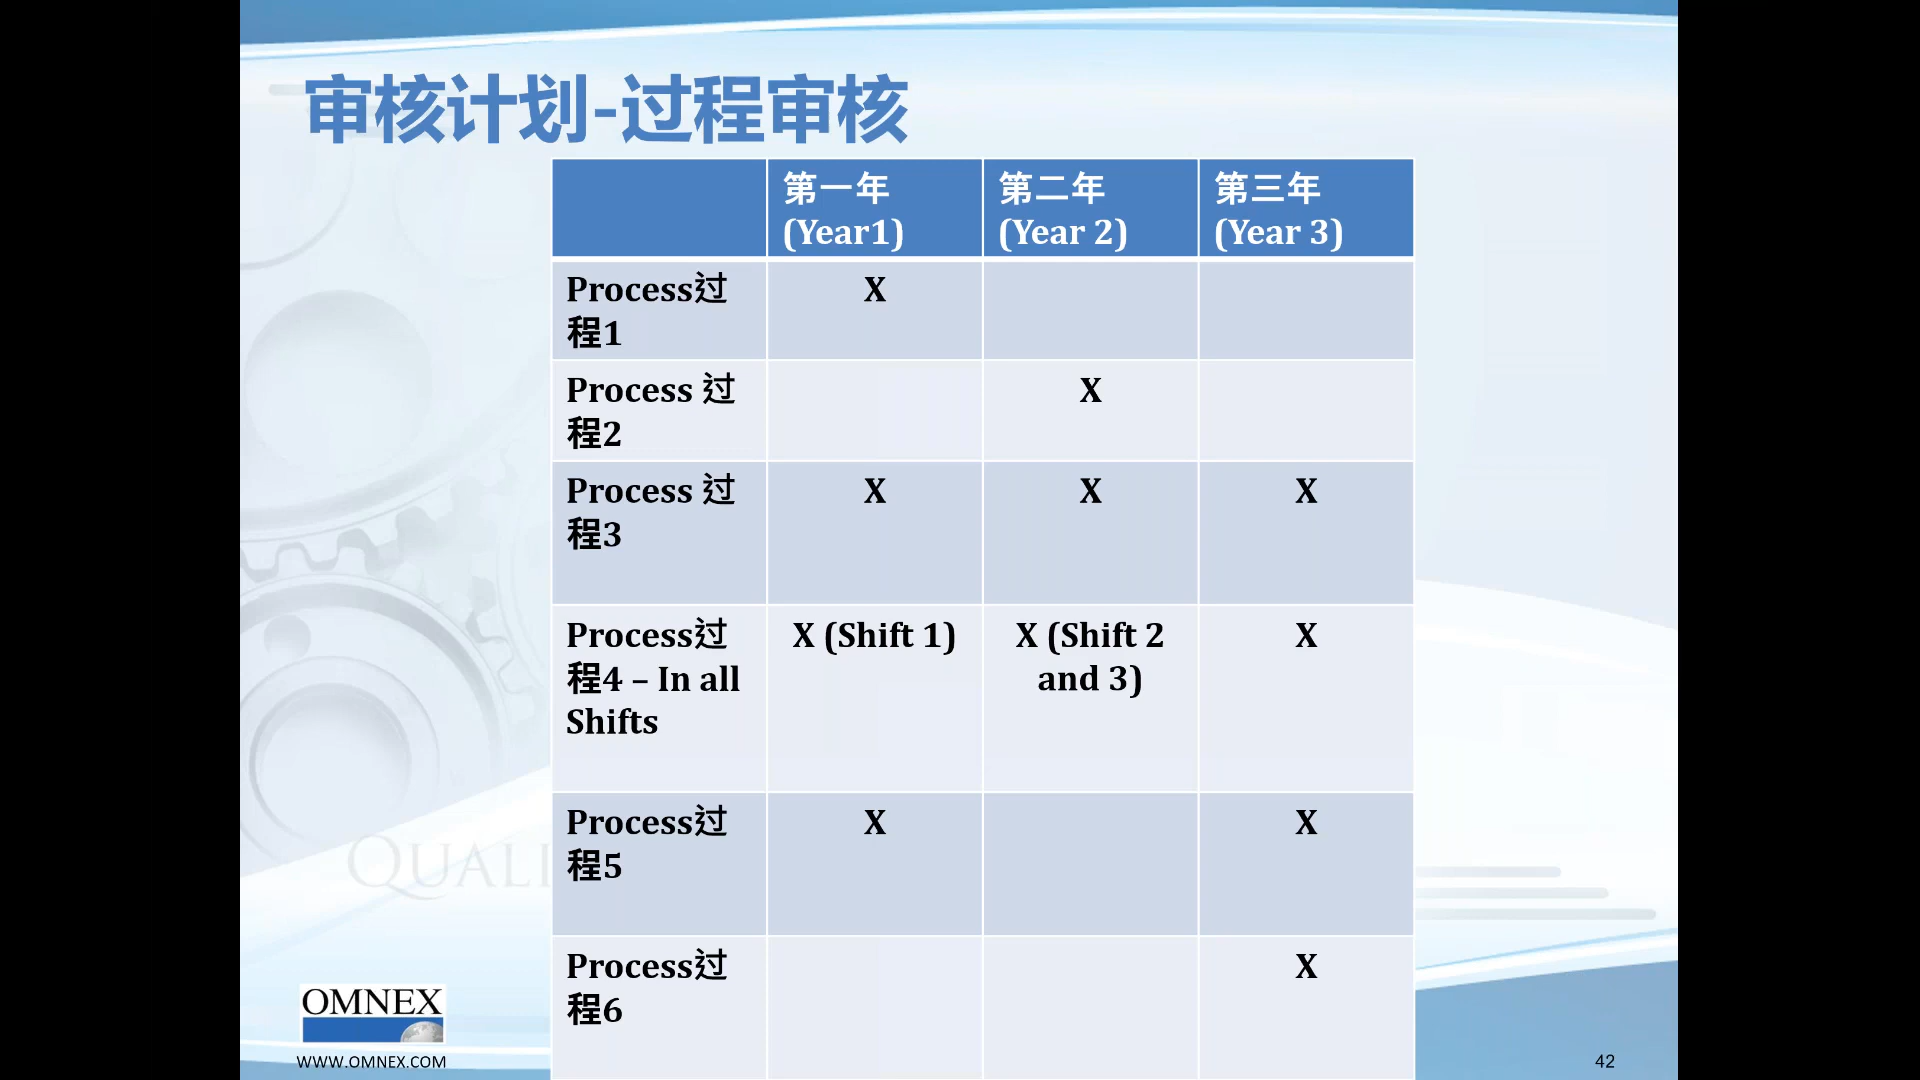 审核计划-过程审核
第一年
(Year1)
第二年
(Year 2)
第三年
(Year 3)
Process过
程1
X
Process 过
程2
X
Process 过
程3
X
X
X
Process过
程4 – In all
Shifts
X (Shift 1)
X (Shift 2
and 3)
X
Process过
程5
X
X
Process过
程6
X
QUALI
OMNEX
WWW.OMNEX.COM
42